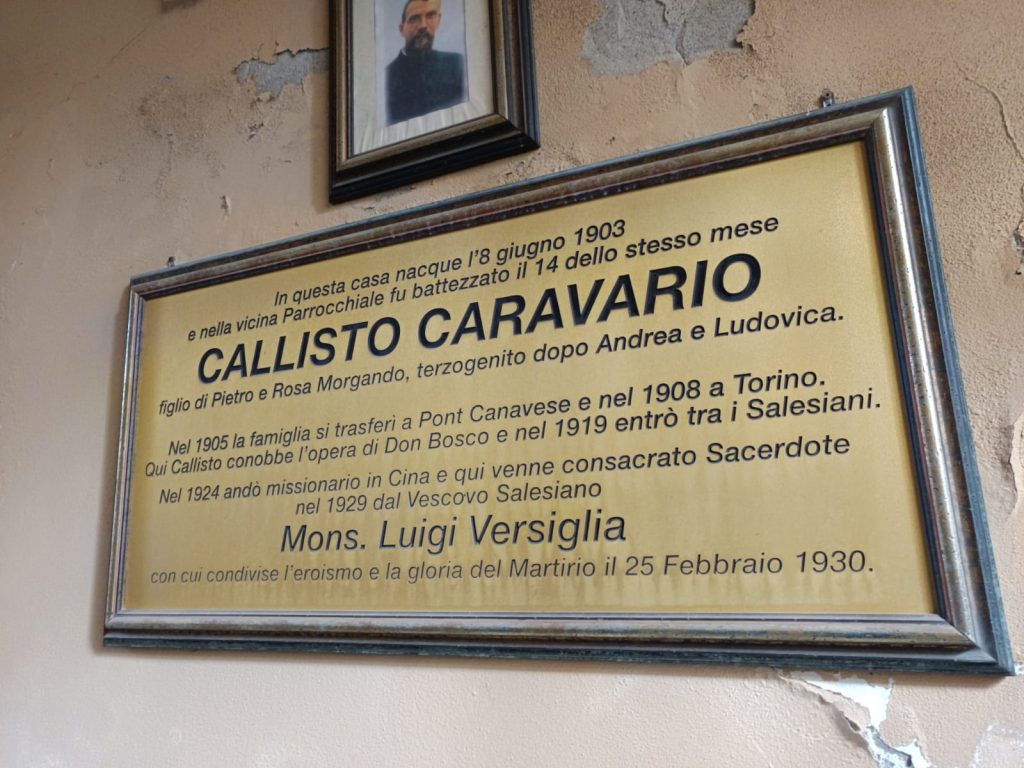 In questa casa nacque l'8 giugno 1903
e nella vicina Parrocchiale fu battezzato il 14 dello stesso mese
CALLISTO CARAVARIO
figlio di Pietro e Rosa Morgando, terzogenito dopo Andrea e Ludovica.
Nel 1905 la famiglia si trasferì a Pont Canavese e nel 1908 a Torino.
Qui Callisto conobbe l'opera di Don Bosco e nel 1919 entrò tra i Salesiani.
Nel 1924 andò missionario in Cina e qui venne consacrato Sacerdote
nel 1929 dal Vescovo Salesiano
Mons. Luigi Versiglia
con cui condivise l'eroismo e la gloria del Martirio il 25 Febbraio 1930.